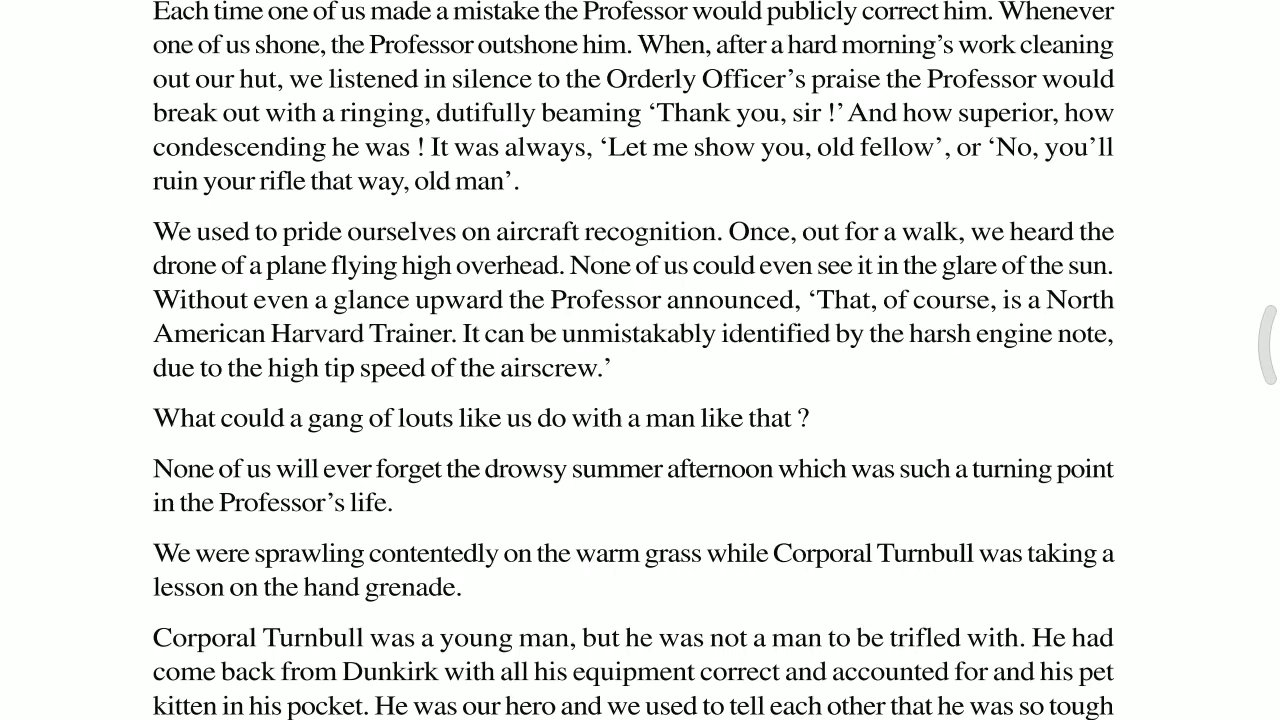 Each time one of us made a mistake the Professor would publicly correct him. Whenever
one of us shone, the Professor outshone him. When, after a hard morning’s work cleaning
out our hut, we listened in silence to the Orderly Officer’s praise the Professor would
break out with a ringing, dutifully beaming ‘Thank you, sir !’ And how superior, how
condescending he was ! It was always, ‘Let me show you, old fellow’, or ‘No, you’ll
ruin your rifle that way, old man’.
We used to pride ourselves on aircraft recognition. Once, out for a walk, we heard the
drone of a plane flying high overhead. None of us could even see it in the glare of the sun.
Without even a glance upward the Professor announced, ‘That, of course, is a North
American Harvard Trainer. It can be unmistakably identified by the harsh engine note,
due to the high tip speed of the airscrew.’
What could a gang of louts like us do with a man like that ?
None of us will ever forget the drowsy summer afternoon which was such a turning point
in the Professor’s life.
We were sprawling contentedly on the warm grass while Corporal Turnbull was taking a
lesson on the hand grenade.
Corporal Turnbull was a young man, but he was not a man to be trifled with. He had
come back from Dunkirk with all his equipment correct and accounted for and his pet
kitten in his pocket. He was our hero and we used to tell each other that he was so tough